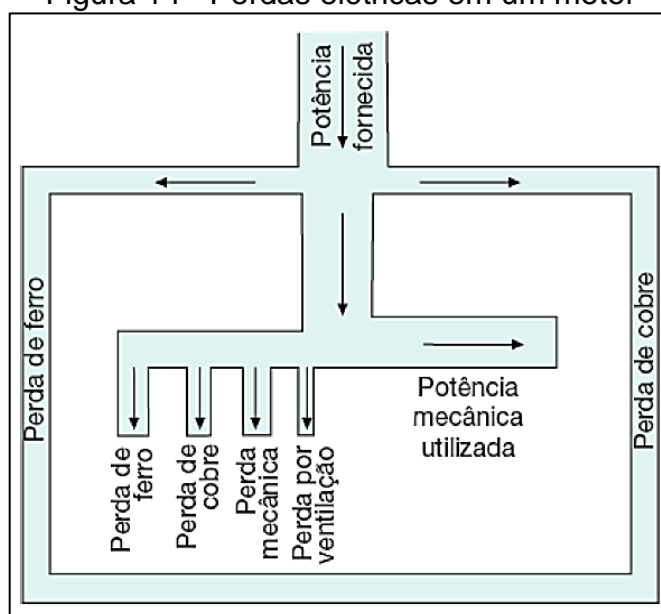 Figura 14 - Perdas elétricas em um motor
Potência
fornecida
Perda de ferro
Perda de cobre
Potência
mecânica
utilizada
Perda de
ferro
Perda de
cobre
Perda
mecânica
Perda por
ventilação